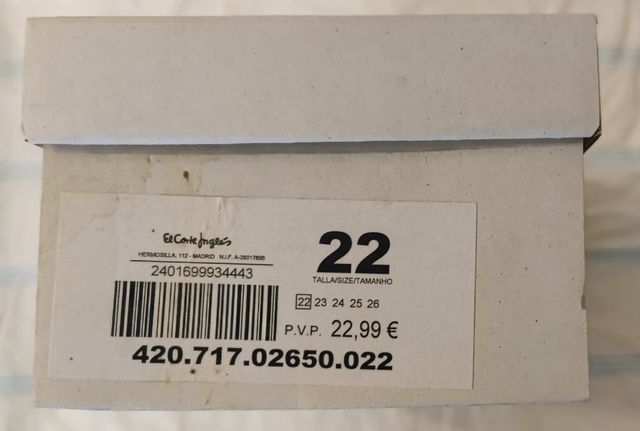 El Corte Inglés
HERMOSILLA, 112 - MADRID N.I.F. A-28017895
2401699934443
22
TALLA/SIZE/TAMANHO
22 23 24 25 26
P.V.P. 22,99 €
420.717.02650.022